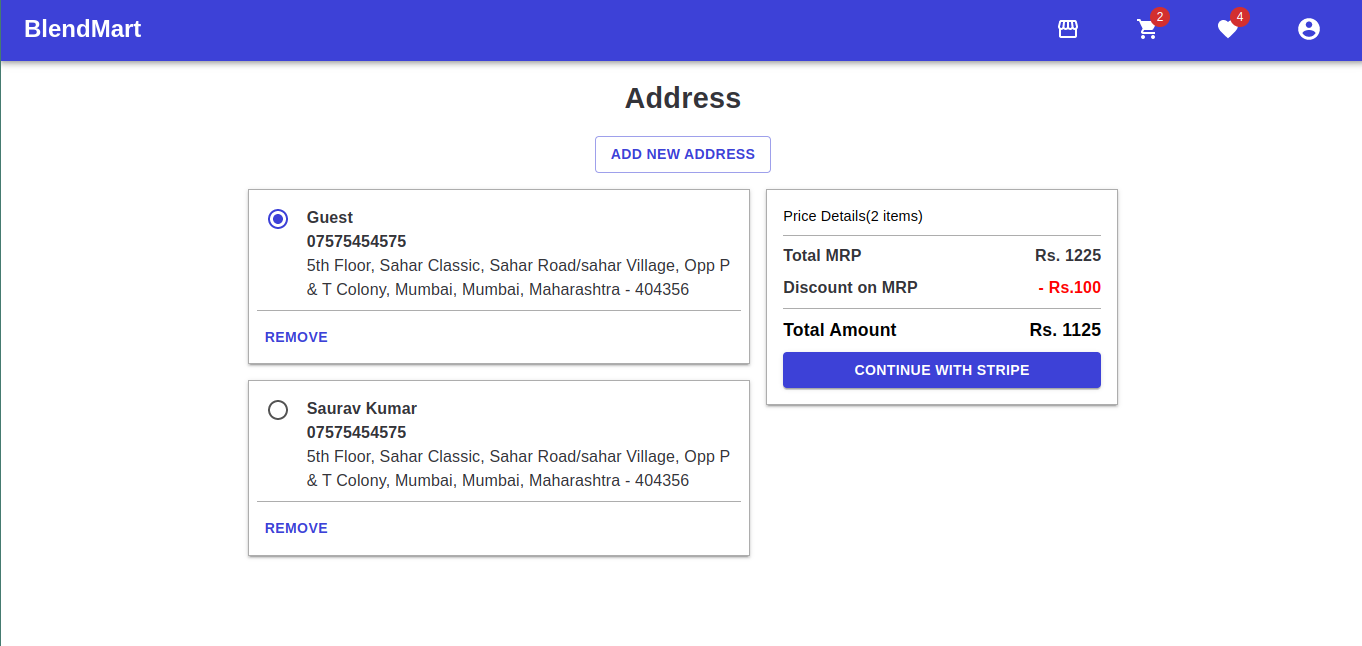 BlendMart
2
4
Address
ADD NEW ADDRESS
Guest
07575454575
5th Floor, Sahar Classic, Sahar Road/sahar Village, Opp P
& T Colony, Mumbai, Mumbai, Maharashtra - 404356
REMOVE
Saurav Kumar
07575454575
5th Floor, Sahar Classic, Sahar Road/sahar Village, Opp P
& T Colony, Mumbai, Mumbai, Maharashtra - 404356
REMOVE
Price Details(2 items)
Total MRP Rs. 1225
Discount on MRP - Rs.100
Total Amount Rs. 1125
CONTINUE WITH STRIPE